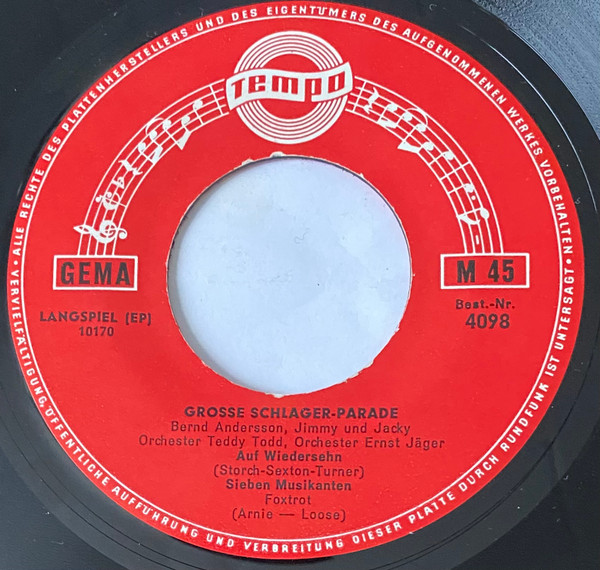 ALLE RECHTE DES PLATTENHERSTELLERS UND DES EIGENTÜMERS DES AUFGENOMMENEN WERKES VORBEHALTEN •
VERVIELFÄLTIGUNG, ÖFFENTLICHE AUFFÜHRUNG UND VERBREITUNG DIESER PLATTE DURCH RUNDFUNK IST UNTERSAGT •
Tempo
GEMA
M 45
LANGSPIEL (EP)
10170
Best.-Nr.
4098
GROSSE SCHLAGER-PARADE
Bernd Andersson, Jimmy und Jacky
Orchester Teddy Todd, Orchester Ernst Jäger
Auf Wiedersehn
(Storch-Sexton-Turner)
Sieben Musikanten
Foxtrot
(Arnie — Loose)